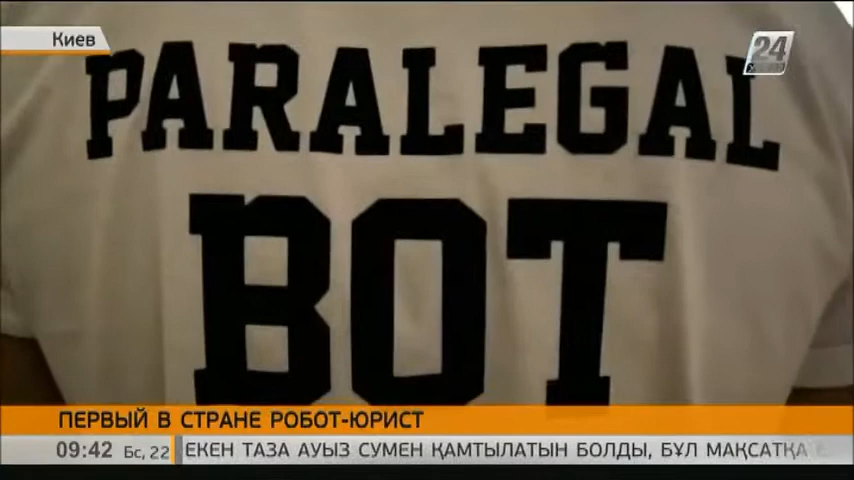 Киев
24
PARALEGAL
BOT
ПЕРВЫЙ В СТРАНЕ РОБОТ-ЮРИСТ
09:42 Бс, 22 ЕКЕН ТАЗА АУЫЗ СУМЕН ҚАМТЫЛАТЫН БОЛДЫ, БҰЛ МАҚСАТҚА